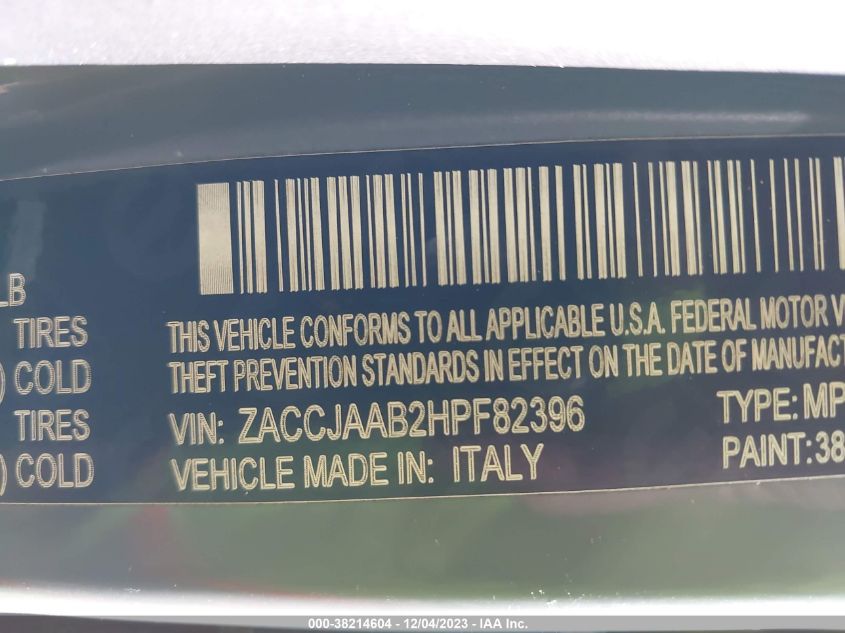 LB
TIRES
) COLD
TIRES
) COLD
THIS VEHICLE CONFORMS TO ALL APPLICABLE U.S.A. FEDERAL MOTOR V
THEFT PREVENTION STANDARDS IN EFFECT ON THE DATE OF MANUFACT
VIN: ZACCJAAB2HPF82396 TYPE: MP
VEHICLE MADE IN: ITALY PAINT: 38
000-38214604 - 12/04/2023 - IAA Inc.